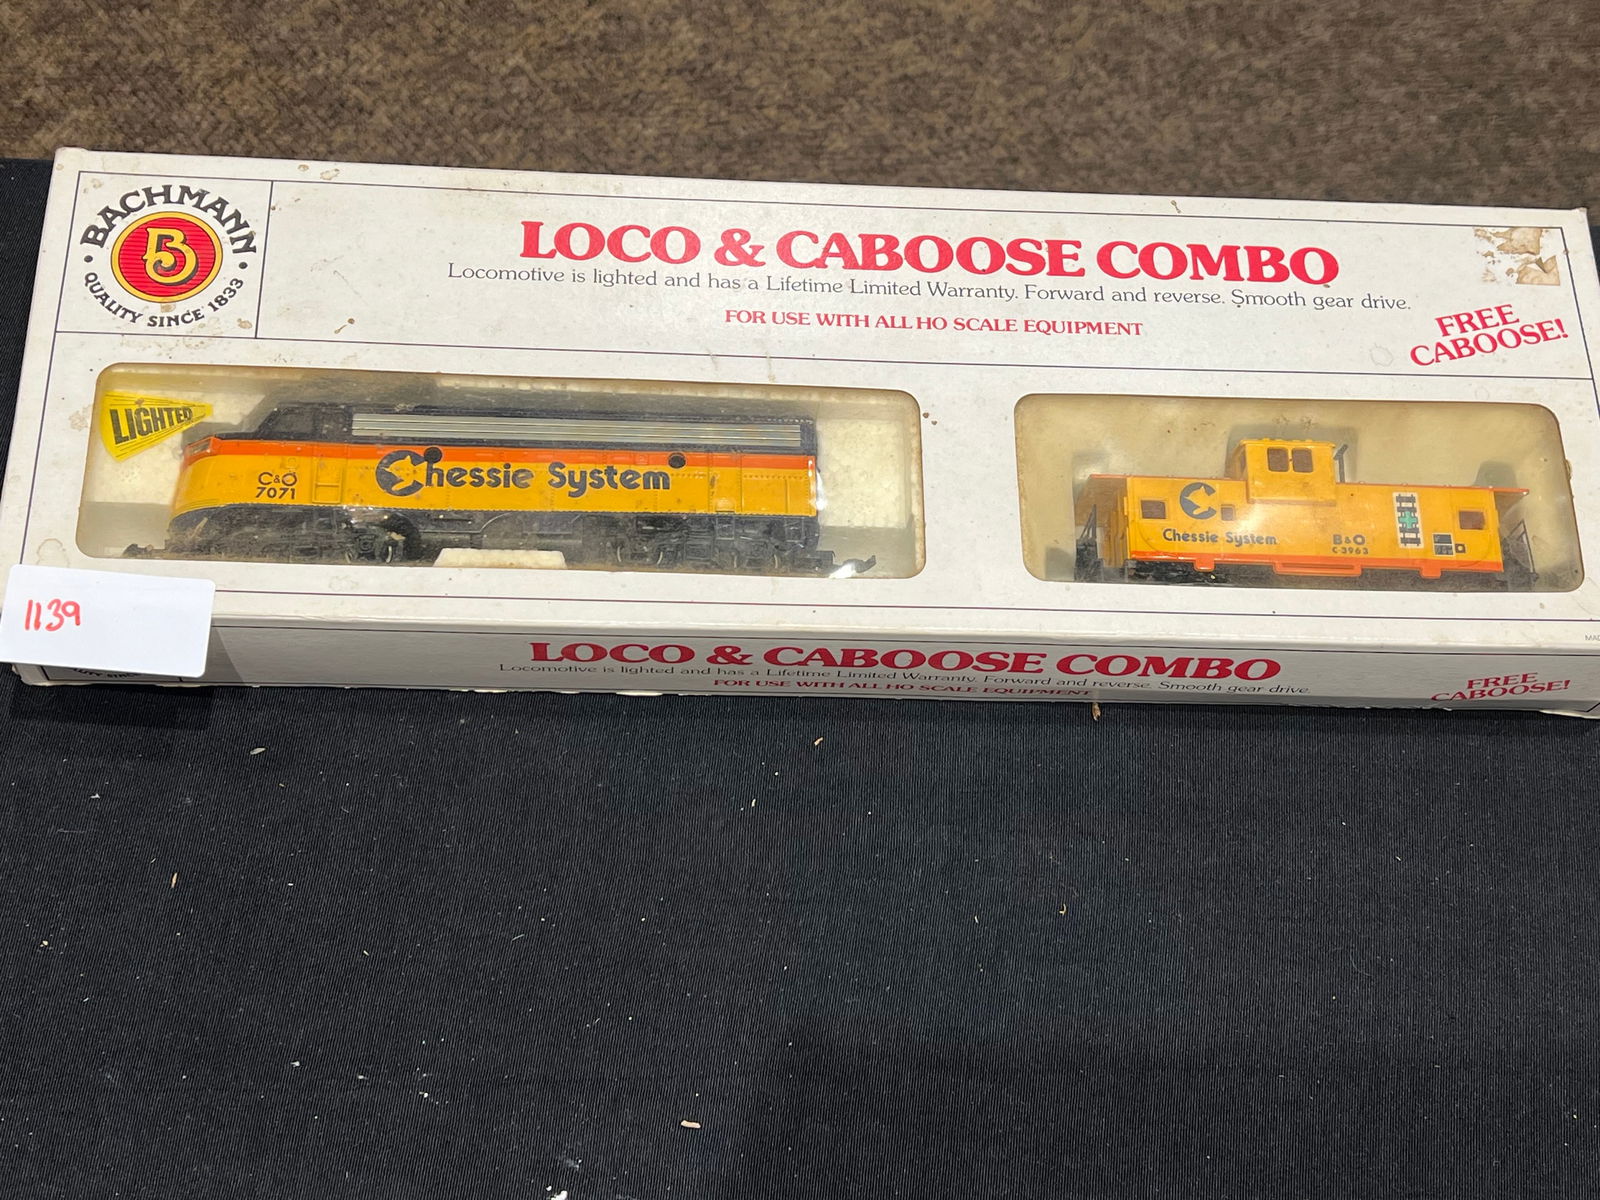 BACHMANN
B
QUALITY SINCE 1833
LOCO & CABOOSE COMBO
Locomotive is lighted and has a Lifetime Limited Warranty. Forward and reverse. Smooth gear drive.
FOR USE WITH ALL HO SCALE EQUIPMENT
FREE
CABOOSE!
LIGHTED
C&O
7071
Chessie System
C
Chessie System
B&O
C-3963
1139
LOCO & CABOOSE COMBO
Locomotive is lighted and has a Lifetime Limited Warranty. Forward and reverse. Smooth gear drive.
FOR USE WITH ALL HO SCALE EQUIPMENT
FREE
CABOOSE!